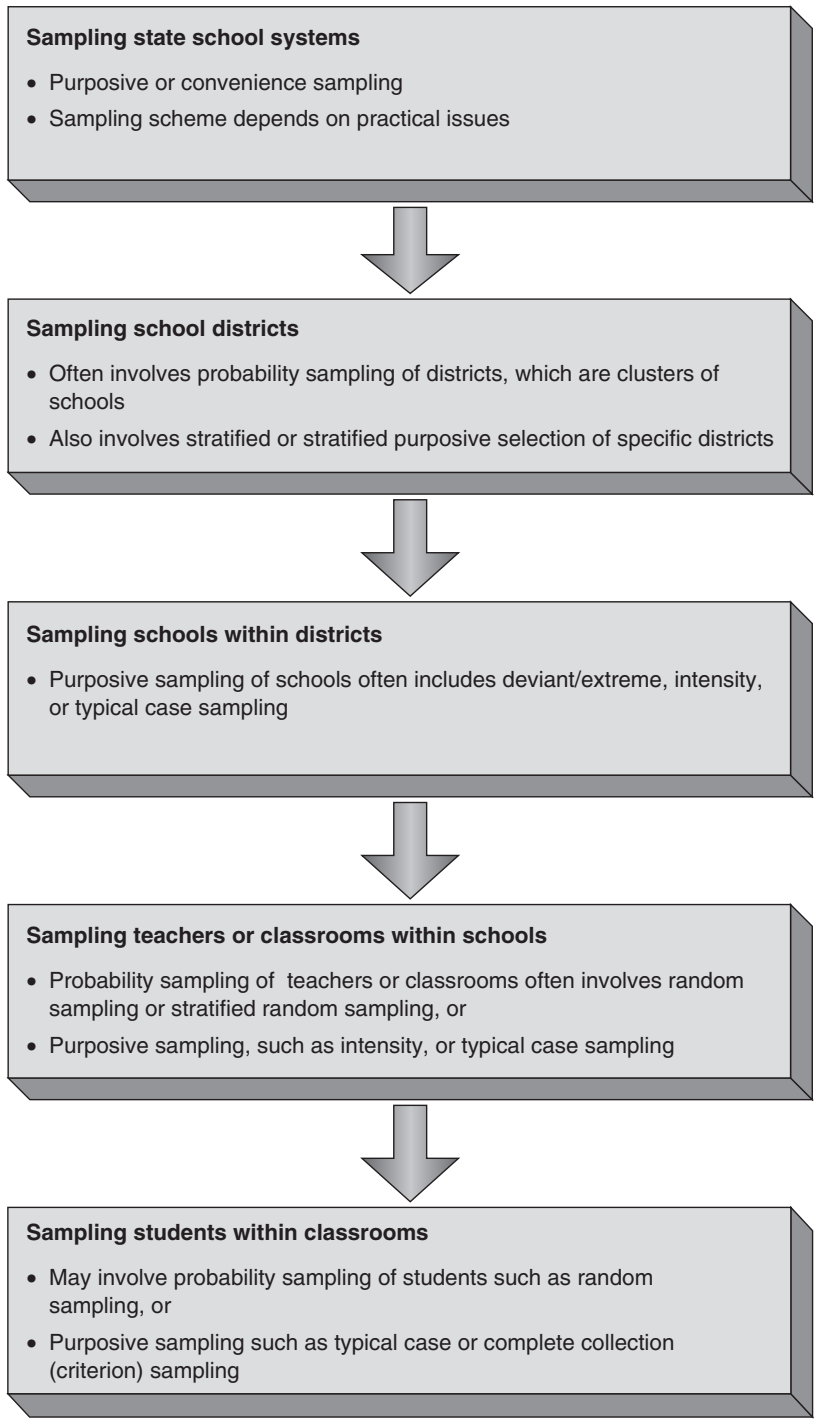 Sampling state school systems
• Purposive or convenience sampling
• Sampling scheme depends on practical issues
Sampling school districts
• Often involves probability sampling of districts, which are clusters of
schools
• Also involves stratified or stratified purposive selection of specific districts
Sampling schools within districts
• Purposive sampling of schools often includes deviant/extreme, intensity,
or typical case sampling
Sampling teachers or classrooms within schools
• Probability sampling of teachers or classrooms often involves random
sampling or stratified random sampling, or
• Purposive sampling, such as intensity, or typical case sampling
Sampling students within classrooms
• May involve probability sampling of students such as random
sampling, or
• Purposive sampling such as typical case or complete collection
(criterion) sampling